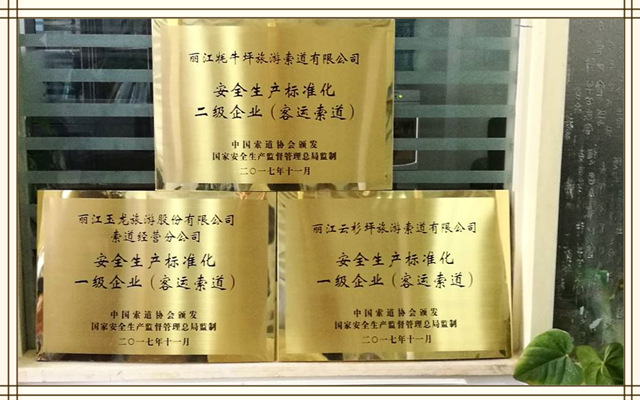 丽江牦牛坪旅游索道有限公司
安全生产标准化
二级企业（客运索道）
中国索道协会颁发
国家安全生产监督管理总局监制
二〇一七年十一月
丽江玉龙旅游股份有限公司
索道经营分公司
安全生产标准化
一级企业（客运索道）
中国索道协会颁发
国家安全生产监督管理总局监制
二〇一七年十一月
丽江云杉坪旅游索道有限公司
安全生产标准化
一级企业（客运索道）
中国索道协会颁发
国家安全生产监督管理总局监制
二〇一七年十一月